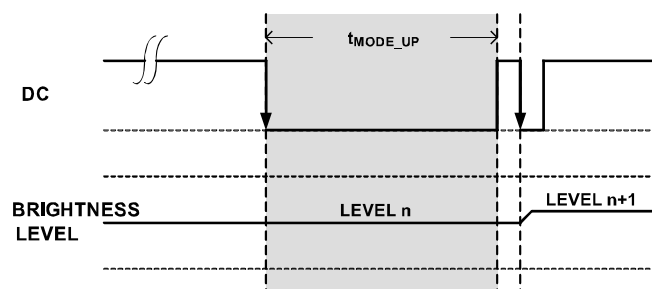 tMODE_UP
DC
BRIGHTNESS
LEVEL
LEVEL n
LEVEL n+1